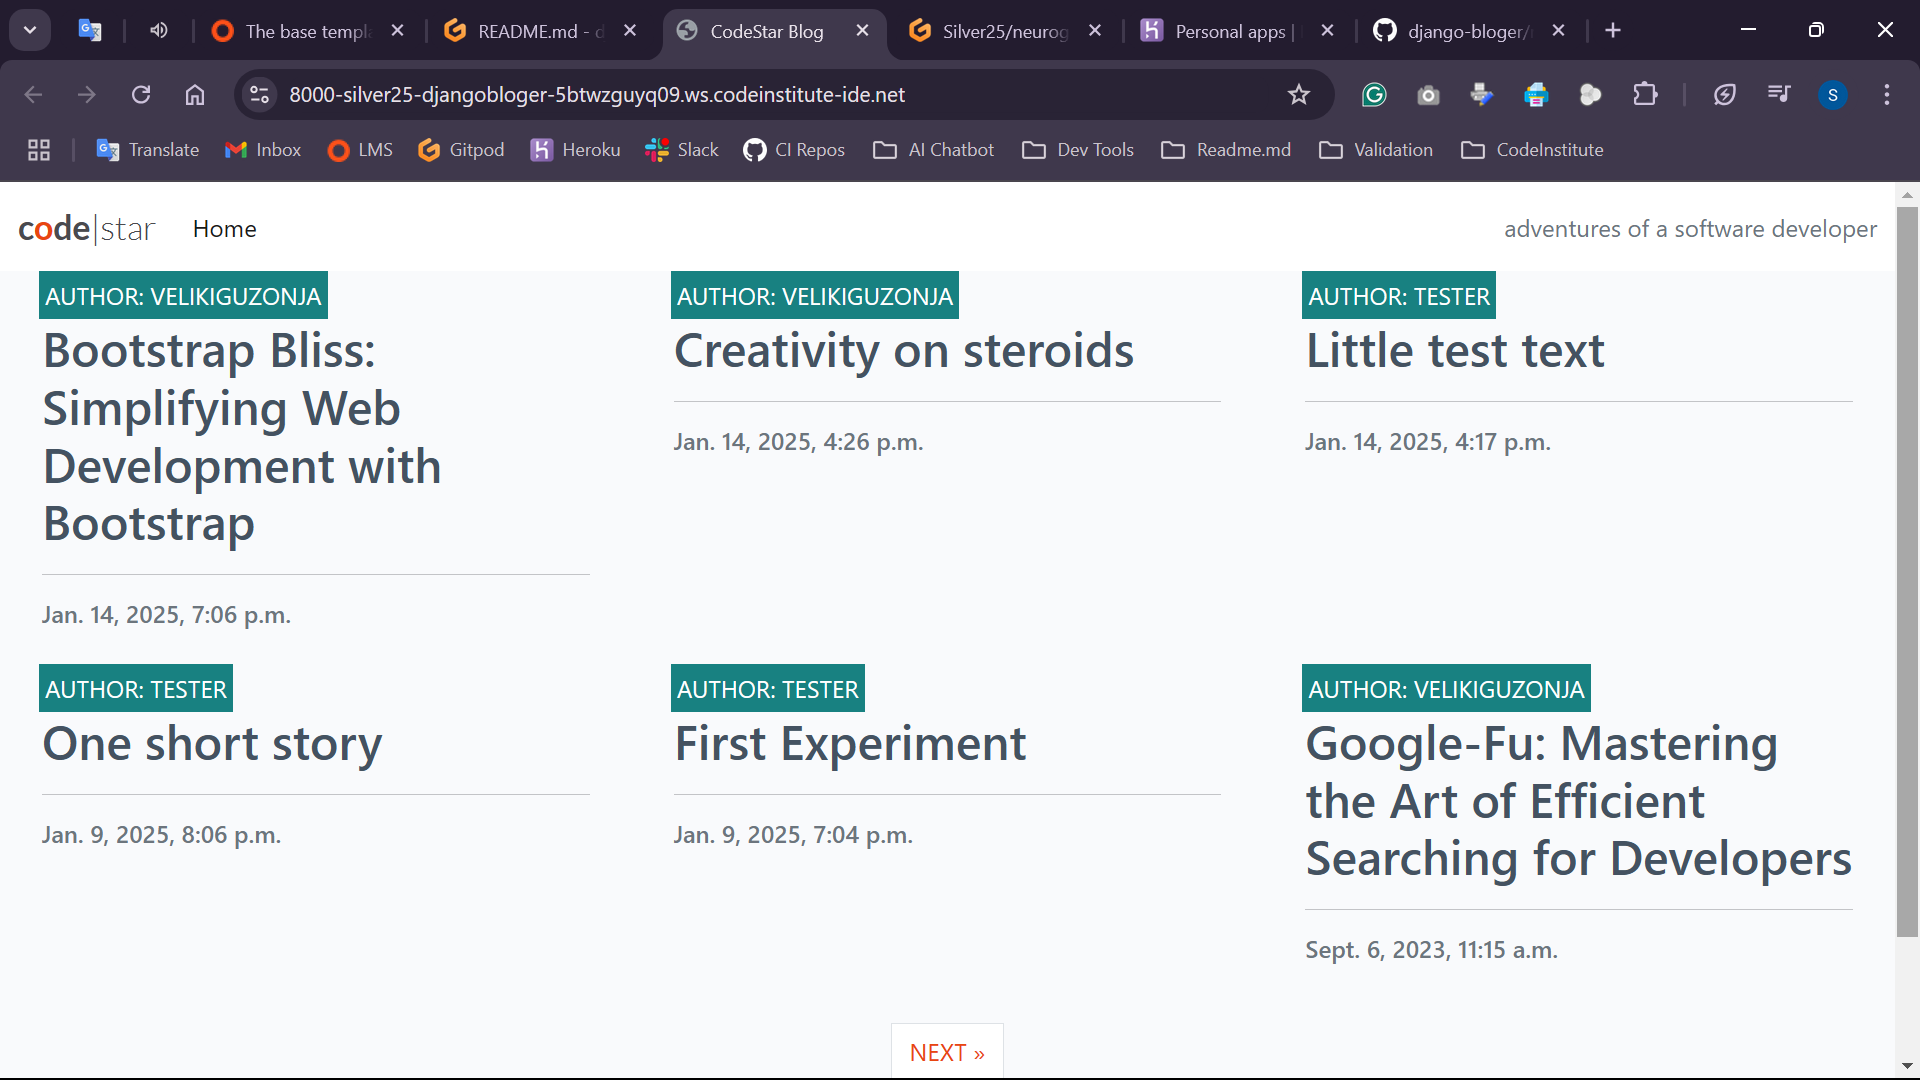 The base templ
README.md - d
CodeStar Blog
Silver25/neurog
Personal apps |
django-bloger/
8000-silver25-djangobloger-5btwzguyq09.ws.codeinstitute-ide.net
S
Translate
Inbox
LMS
Gitpod
Heroku
Slack
CI Repos
AI Chatbot
Dev Tools
Readme.md
Validation
CodeInstitute
code|star
Home
adventures of a software developer
AUTHOR: VELIKIGUZONJA
Bootstrap Bliss:
Simplifying Web
Development with
Bootstrap
Jan. 14, 2025, 7:06 p.m.
AUTHOR: VELIKIGUZONJA
Creativity on steroids
Jan. 14, 2025, 4:26 p.m.
AUTHOR: TESTER
Little test text
Jan. 14, 2025, 4:17 p.m.
AUTHOR: TESTER
One short story
Jan. 9, 2025, 8:06 p.m.
AUTHOR: TESTER
First Experiment
Jan. 9, 2025, 7:04 p.m.
AUTHOR: VELIKIGUZONJA
Google-Fu: Mastering
the Art of Efficient
Searching for Developers
Sept. 6, 2023, 11:15 a.m.
NEXT »